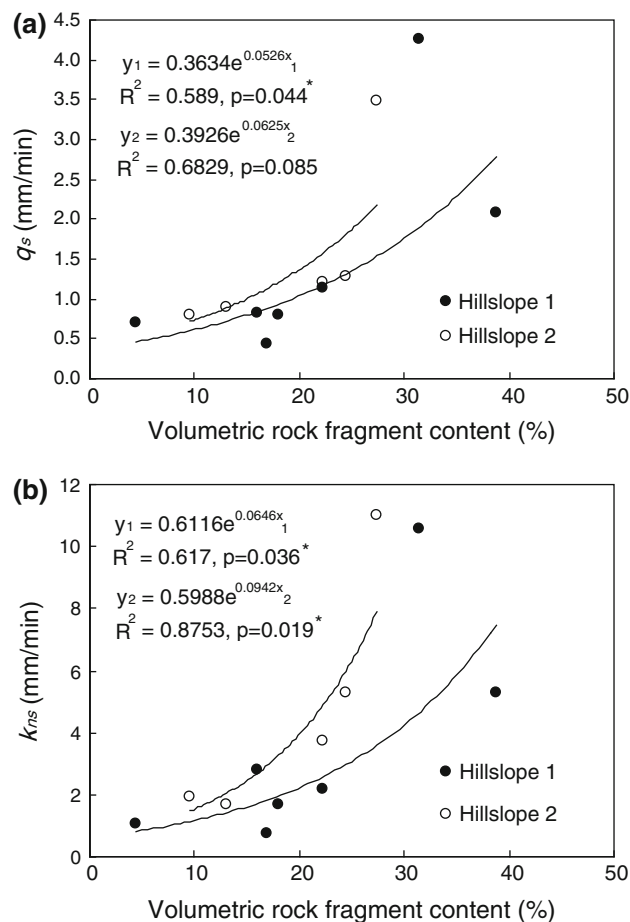 (a)
4.5
4.0
3.5
3.0
2.5
2.0
1.5
1.0
0.5
0.0
qs (mm/min)
y1 = 0.3634e^0.0526x1
R² = 0.589, p=0.044*
y2 = 0.3926e^0.0625x2
R² = 0.6829, p=0.085
Hillslope 1
Hillslope 2
0 10 20 30 40 50
Volumetric rock fragment content (%)
(b)
12
10
8
6
4
2
0
kns (mm/min)
y1 = 0.6116e^0.0646x1
R² = 0.617, p=0.036*
y2 = 0.5988e^0.0942x2
R² = 0.8753, p=0.019*
Hillslope 1
Hillslope 2
0 10 20 30 40 50
Volumetric rock fragment content (%)